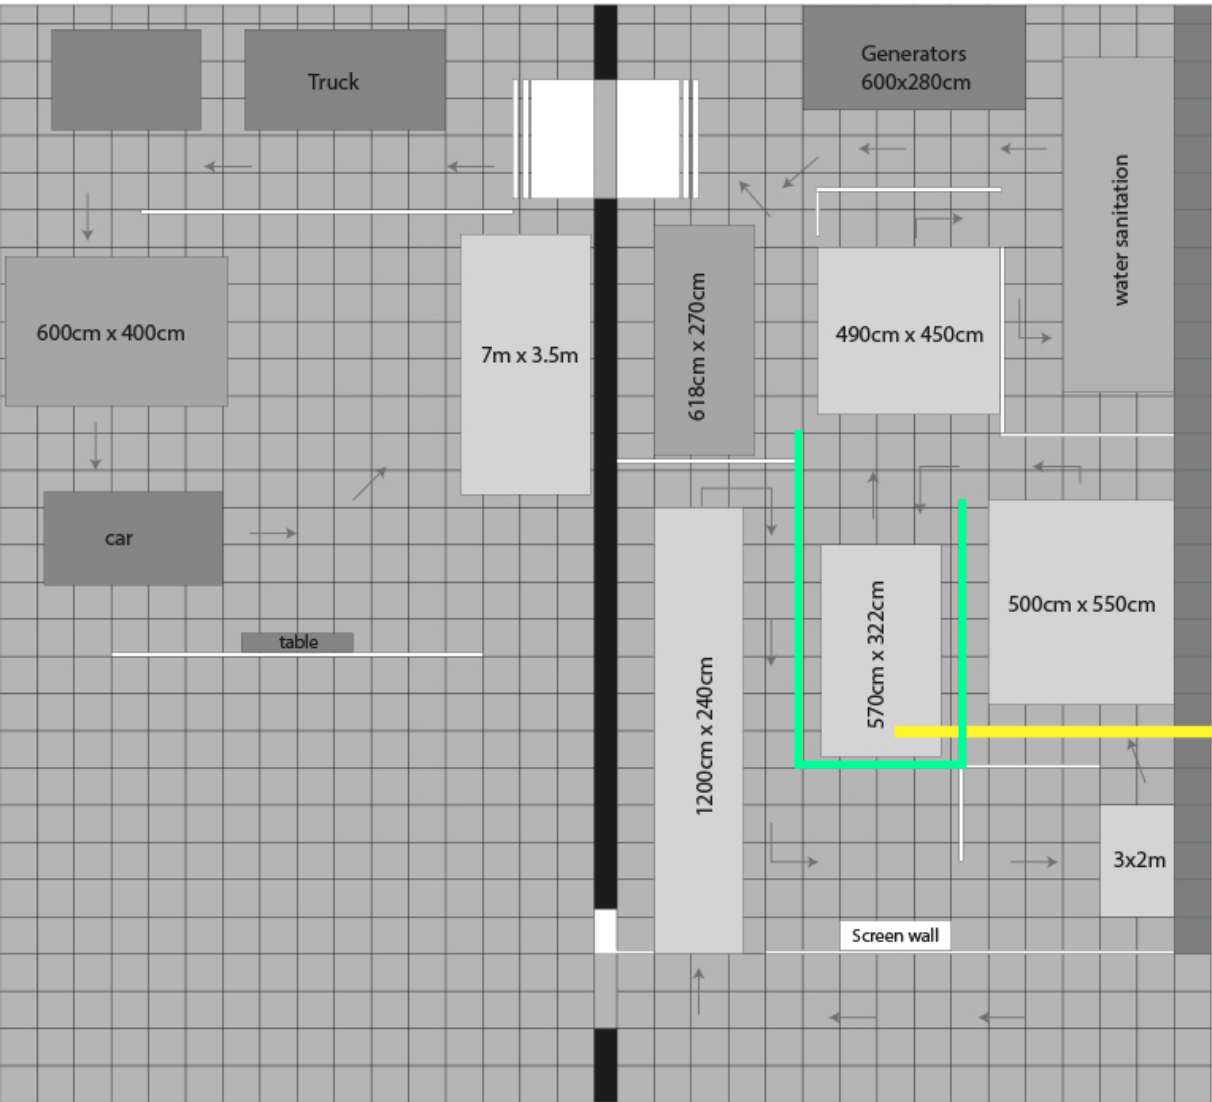 Truck
Generators
600x280cm
water sanitation
600cm x 400cm
7m x 3.5m
618cm x 270cm
490cm x 450cm
car
table
1200cm x 240cm
570cm x 322cm
500cm x 550cm
3x2m
Screen wall